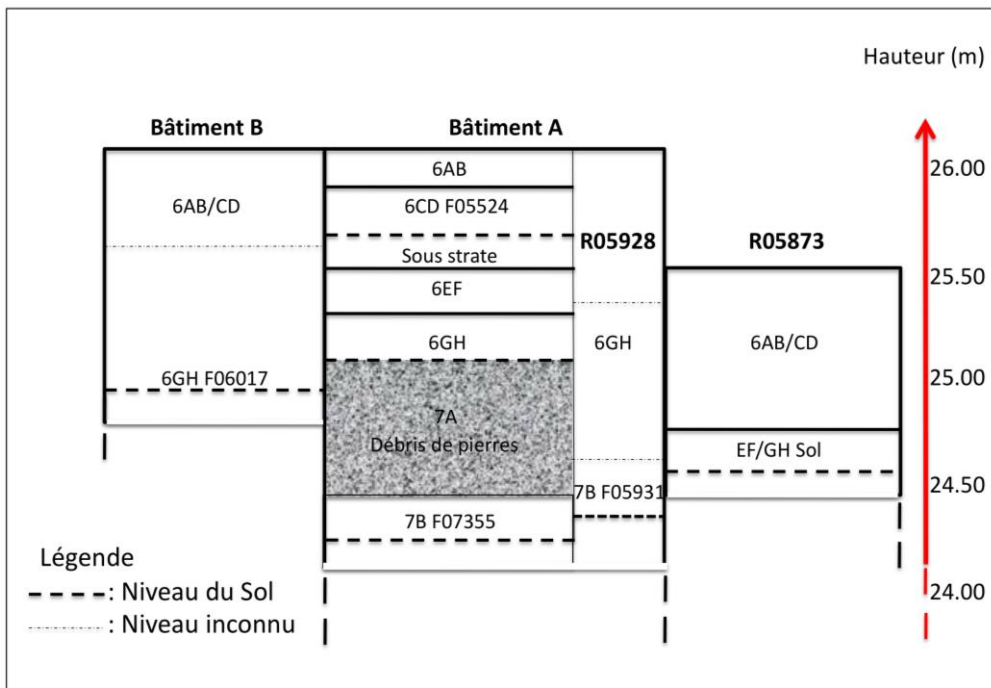 Hauteur (m)
Bâtiment B
Bâtiment A
6AB
26.00
6AB/CD
6CD F05524
R05928
R05873
Sous strate
25.50
6EF
6GH
6GH
6AB/CD
6GH F06017
25.00
7A
Débris de pierres
EF/GH Sol
7B F05931
24.50
7B F07355
Légende
: Niveau du Sol
24.00
: Niveau inconnu